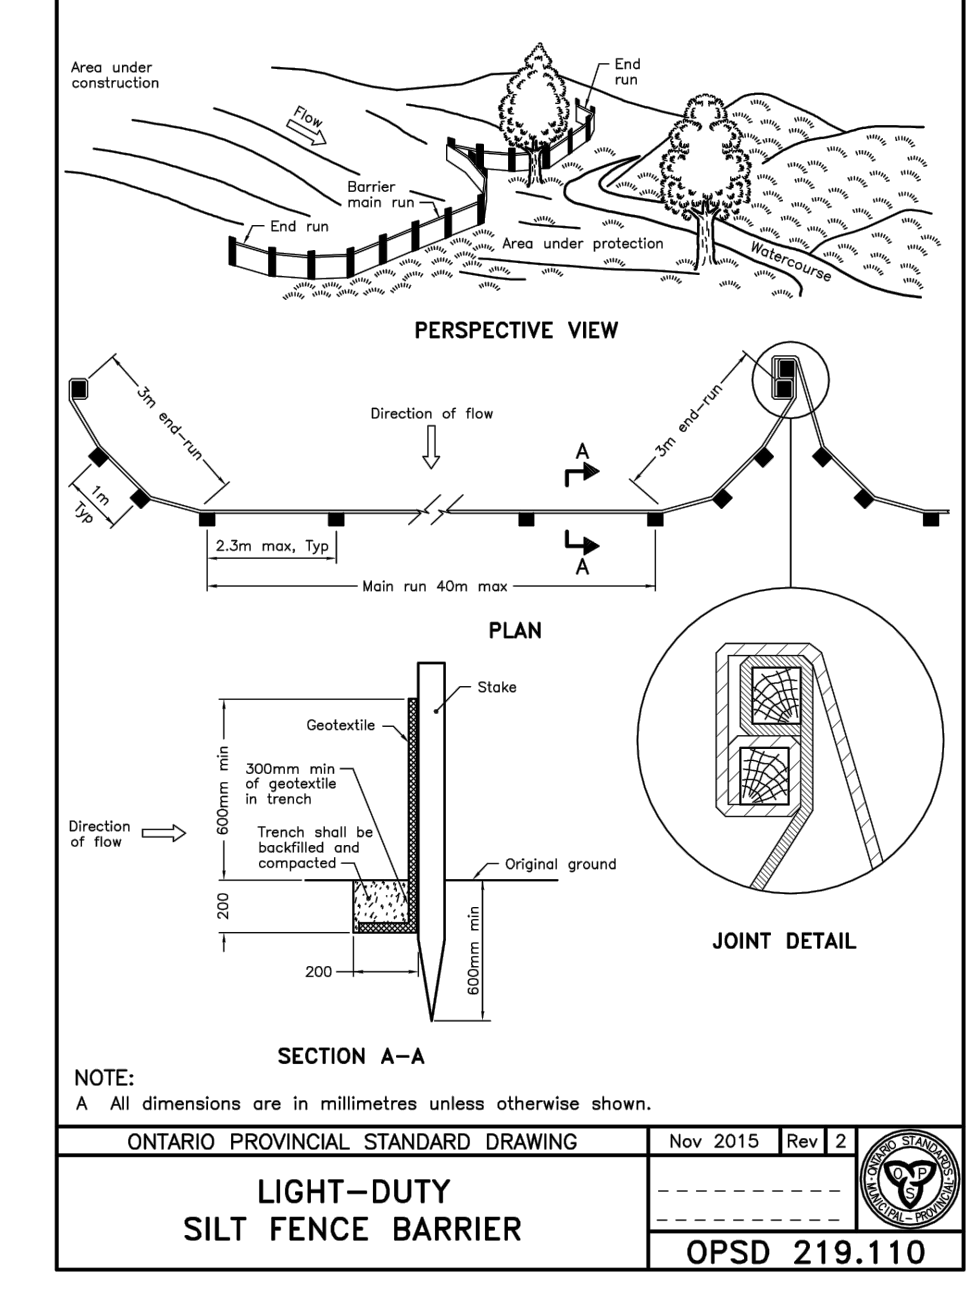 Area under
construction
Flow
End
run
Barrier
main run
End run
Area under protection
Watercourse
PERSPECTIVE VIEW
3m end-run
Direction of flow
3m end-run
A
1m
Typ
2.3m max, Typ
A
Main run 40m max
PLAN
Stake
Geotextile
600mm min
300mm min
of geotextile
in trench
Direction
of flow
Trench shall be
backfilled and
compacted
Original ground
200
600mm min
200
JOINT DETAIL
SECTION A-A
NOTE:
A All dimensions are in millimetres unless otherwise shown.
ONTARIO PROVINCIAL STANDARD DRAWING
Nov 2015
Rev
2
LIGHT-DUTY
SILT FENCE BARRIER
OPSD 219.110
ONTARIO STANDARDS
MUNICIPAL-PROVINCIAL
O P S